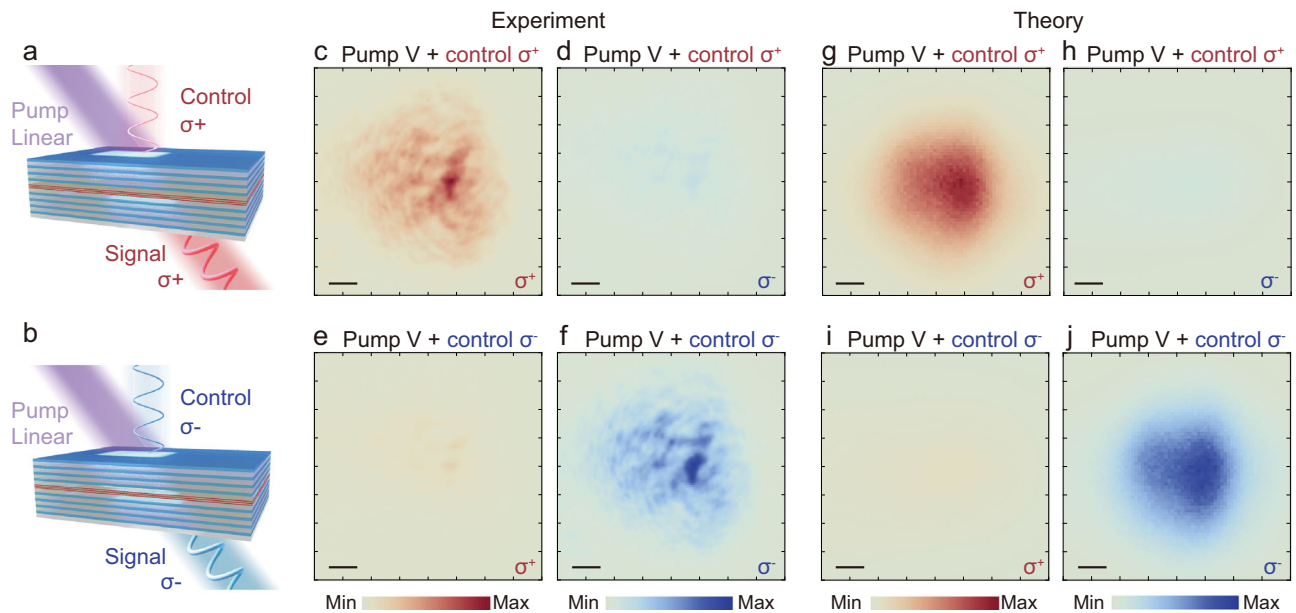 Experiment
Theory
a
Control
σ+
Pump
Linear
Signal
σ+
c
Pump V + control σ⁺
σ⁺
d
Pump V + control σ⁺
σ⁻
g
Pump V + control σ⁺
σ⁺
h
Pump V + control σ⁺
σ⁻
b
Control
σ-
Pump
Linear
Signal
σ-
e
Pump V + control σ⁻
σ⁺
f
Pump V + control σ⁻
σ⁻
i
Pump V + control σ⁻
σ⁺
j
Pump V + control σ⁻
σ⁻
Min Max
Min Max
Min Max
Min Max